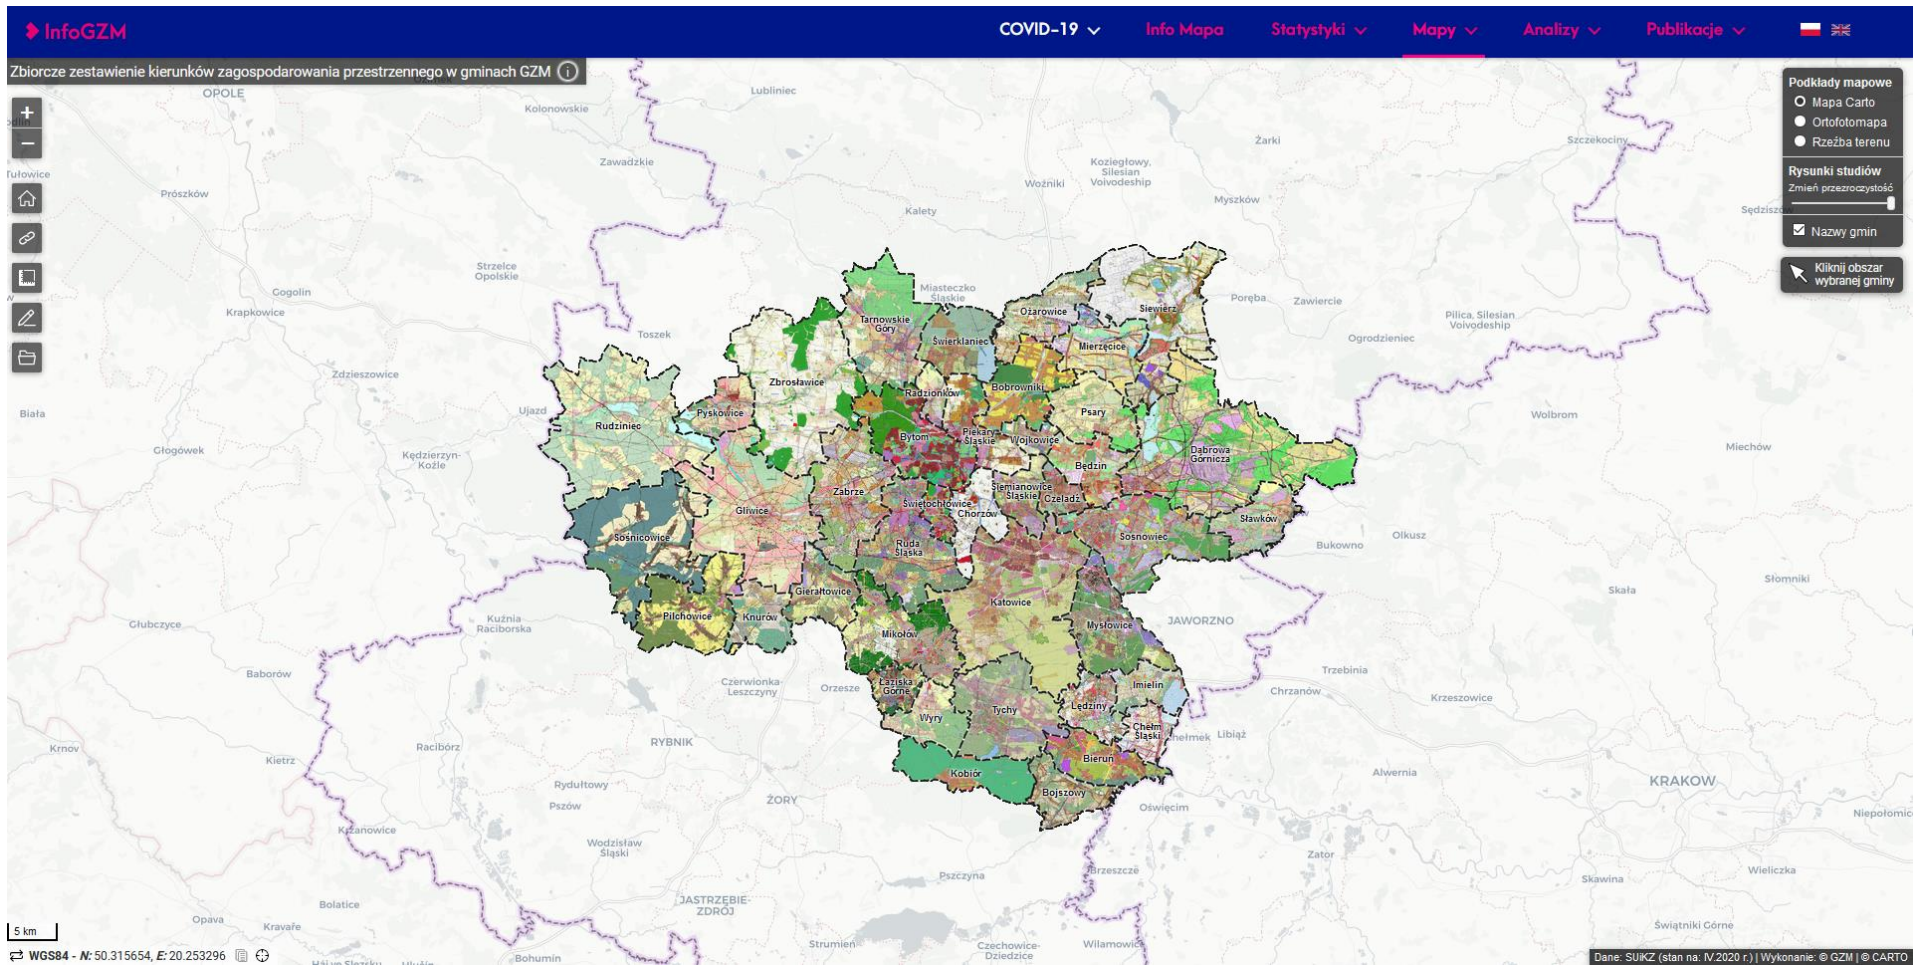 InfoGZM
COVID-19
Info Mapa
Statystyki
Mapy
Analizy
Publikacje
Zbiorcze zestawienie kierunków zagospodarowania przestrzennego w gminach GZM
Podkłady mapowe
Mapa Carto
Ortofotomapa
Rzeźba terenu
Rysunki studiów
Zmień przezroczystość
Nazwy gmin
Kliknij obszar
wybranej gminy
OPOLE
Lubliniec
Kolonowskie
Żarki
Szczekociny
Zawadzkie
Koziegłowy,
Silesian
Voivodeship
Woźniki
Tułowice
Prószków
Myszków
Kalety
Strzelce
Opolskie
Gogolin
Krapkowice
Miasteczko
Śląskie
Poręba
Zawiercie
Pilica, Silesian
Voivodeship
Ogrodzieniec
Toszek
Zdzieszowice
Biała
Ujazd
Wolbrom
Miechów
Głogówek
Kędzierzyn-
Koźle
Ożarowice
Siewierz
Tarnowskie
Góry
Świerklaniec
Mierzęcice
Zbrosławice
Radzionków
Bobrowniki
Psary
Pyskowice
Rudziniec
Bytom
Piekary
Śląskie
Wojkowice
Będzin
Dąbrowa
Górnicza
Zabrze
Siemianowice
Śląskie
Czeladź
Świętochłowice
Chorzów
Gliwice
Sławków
Sośnicowice
Ruda
Śląska
Sosnowiec
Bukowno
Olkusz
Słomniki
Skała
Gierałtowice
Katowice
Pilchowice
Knurów
Mikołów
Mysłowice
JAWORZNO
Kuźnia
Raciborska
Głubczyce
Baborów
Czerwionka-
Leszczyny
Orzesze
Łaziska
Górne
Imielin
Trzebinia
Chrzanów
Krzeszowice
Wyry
Tychy
Lędziny
Chełm
Śląski
Libiąż
Krnov
Kietrz
Racibórz
RYBNIK
Kobiór
Bieruń
Bojszowy
Alwernia
KRAKOW
Rydułtowy
Pszów
ŻORY
Oświęcim
Niepołomice
Krzanowice
Wodzisław
Śląski
Zator
Skawina
Wieliczka
Pszczyna
Brzeszcze
Bolatice
JASTRZĘBIE-
ZDRÓJ
Opava
Kravaře
Strumień
Czechowice-
Dziedzice
Wilamowice
Świątniki Górne
Bohumín
5 km
WGS84 - N: 50.315654, E: 20.253296
Dane: SUiKZ (stan na: IV.2020 r.) | Wykonanie: © GZM | © CARTO